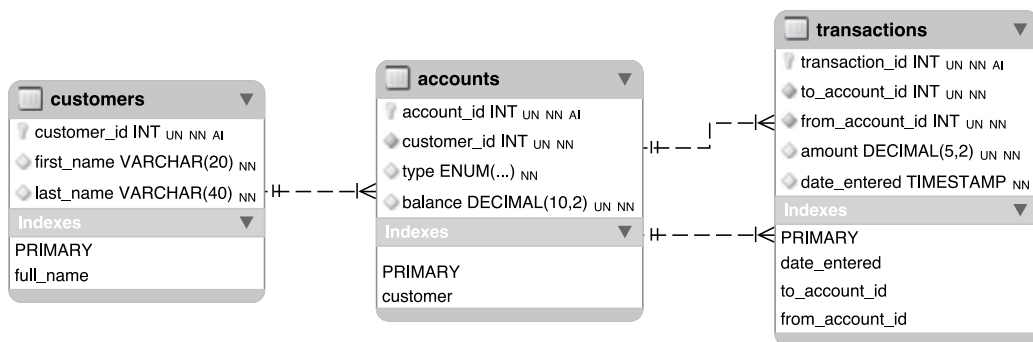 customers
customer_id INT UN NN AI
first_name VARCHAR(20) NN
last_name VARCHAR(40) NN
Indexes
PRIMARY
full_name
accounts
account_id INT UN NN AI
customer_id INT UN NN
type ENUM(...) NN
balance DECIMAL(10,2) UN NN
Indexes
PRIMARY
customer
transactions
transaction_id INT UN NN AI
to_account_id INT UN NN
from_account_id INT UN NN
amount DECIMAL(5,2) UN NN
date_entered TIMESTAMP NN
Indexes
PRIMARY
date_entered
to_account_id
from_account_id